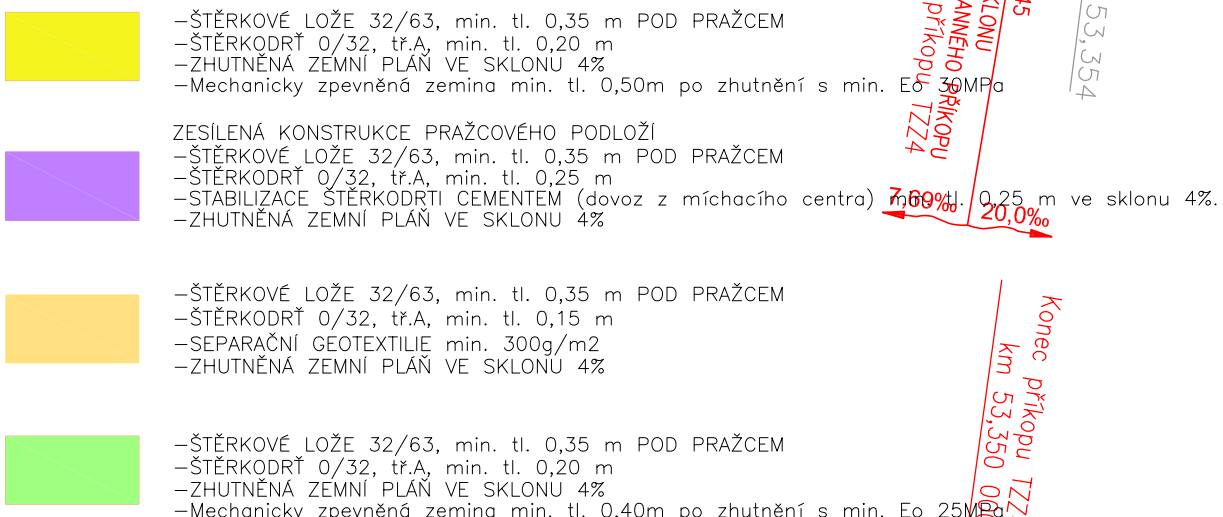 -ŠTĚRKOVÉ LOŽE 32/63, min. tl. 0,35 m POD PRAŽCEM
-ŠTĚRKODRŤ 0/32, tř.A, min. tl. 0,20 m
-ZHUTNĚNÁ ZEMNÍ PLÁŇ VE SKLONU 4%
-Mechanicky zpevněná zemina min. tl. 0,50m po zhutnění s min. Eo 30MPa
ZESÍLENÁ KONSTRUKCE PRAŽCOVÉHO PODLOŽÍ
-ŠTĚRKOVÉ LOŽE 32/63, min. tl. 0,35 m POD PRAŽCEM
-ŠTĚRKODRŤ 0/32, tř.A, min. tl. 0,25 m
-STABILIZACE ŠTĚRKODRTI CEMENTEM (dovoz z míchacího centra) min. tl. 0,25 m ve sklonu 4%.
-ZHUTNĚNÁ ZEMNÍ PLÁŇ VE SKLONU 4%
-ŠTĚRKOVÉ LOŽE 32/63, min. tl. 0,35 m POD PRAŽCEM
-ŠTĚRKODRŤ 0/32, tř.A, min. tl. 0,15 m
-SEPARAČNÍ GEOTEXTILIE min. 300g/m2
-ZHUTNĚNÁ ZEMNÍ PLÁŇ VE SKLONU 4%
-ŠTĚRKOVÉ LOŽE 32/63, min. tl. 0,35 m POD PRAŽCEM
-ŠTĚRKODRŤ 0/32, tř.A, min. tl. 0,20 m
-ZHUTNĚNÁ ZEMNÍ PLÁŇ VE SKLONU 4%
-Mechanicky zpevněná zemina min. tl. 0,40m po zhutnění s min. Eo 25MPa
53,354
45
KLONU
ANNÉHO PŘÍKOPU
příkopu TZZ4
7,69‰
20,0‰
Konec příkopu TZZ
km 53,350 00